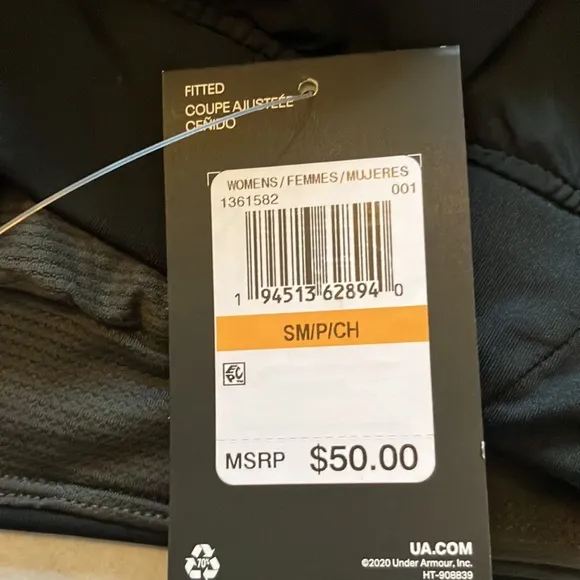 FITTED
COUPE AJUSTÉE
CEÑIDO
WOMENS/FEMMES/MUJERES
1361582 001
1 94513 62894 0
SM/P/CH
EPC
MSRP $50.00
70%
UA.COM
©2020 Under Armour, Inc.
HT-908839